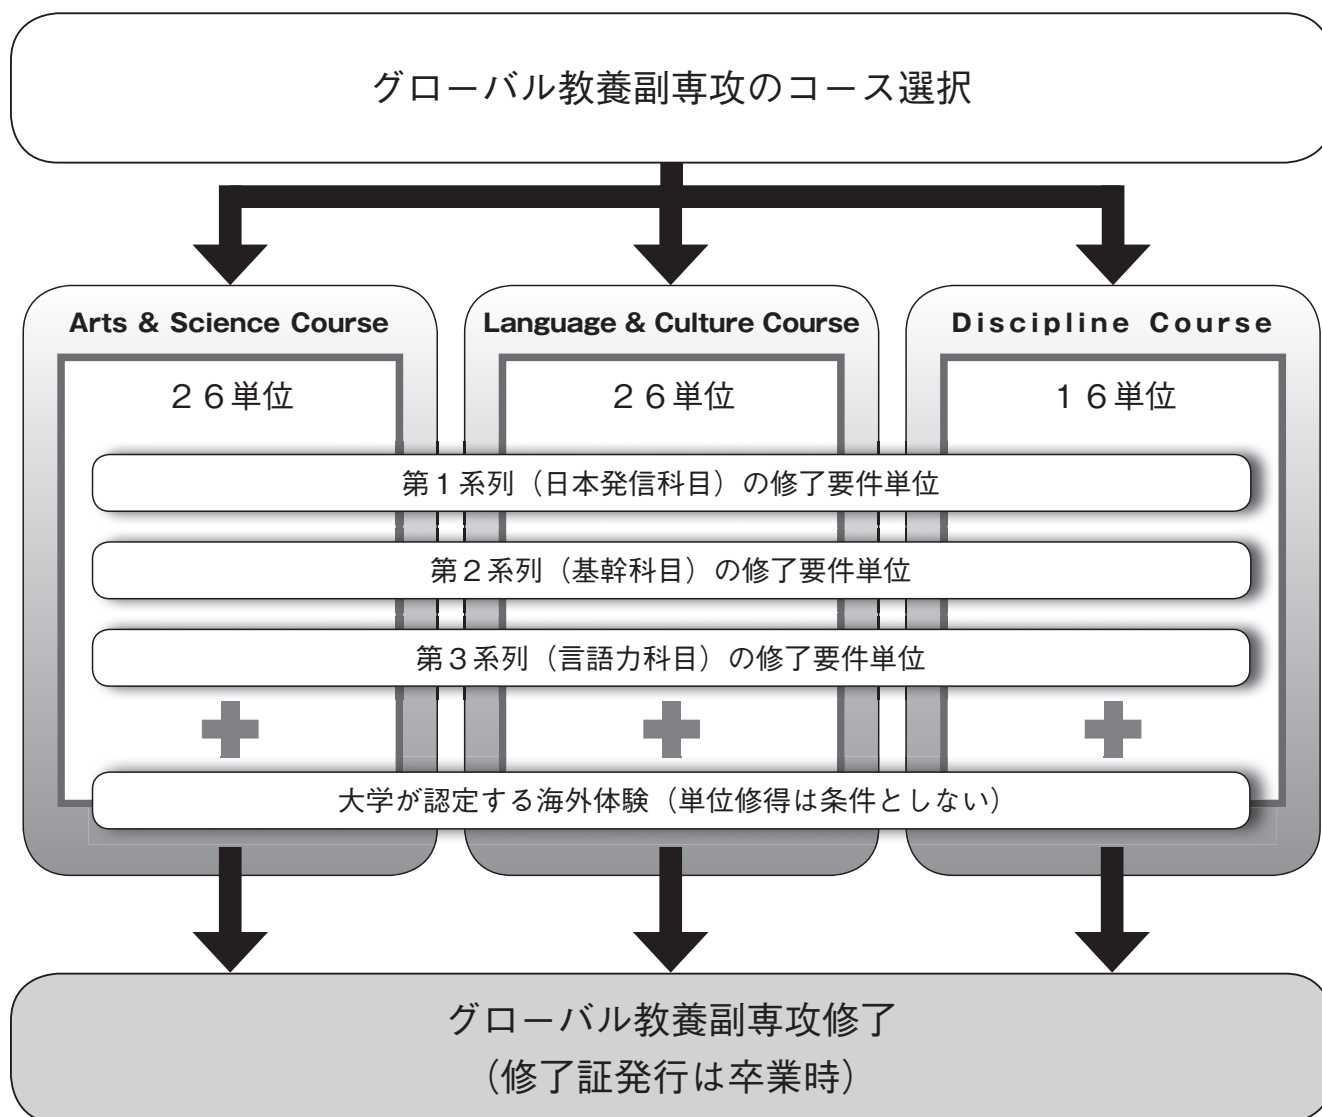 グローバル教養副専攻のコース選択
Arts & Science Course
Language & Culture Course
Discipline Course
２６単位
２６単位
１６単位
第１系列（日本発信科目）の修了要件単位
第２系列（基幹科目）の修了要件単位
第３系列（言語力科目）の修了要件単位
大学が認定する海外体験（単位修得は条件としない）
グローバル教養副専攻修了
（修了証発行は卒業時）